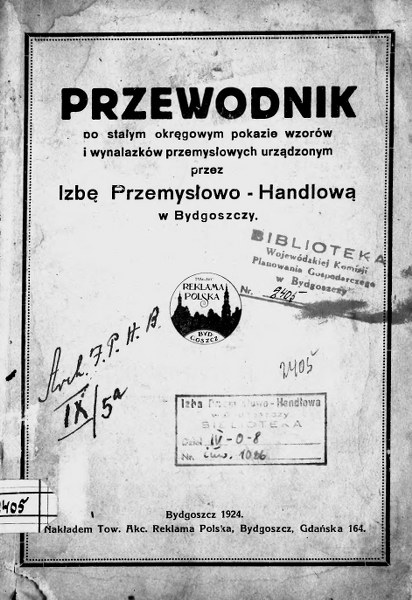 PRZEWODNIK
po stałym okręgowym pokazie wzorów
i wynalazków przemysłowych urządzonym
przez
Izbę Przemysłowo - Handlową
w Bydgoszczy.
BIBLIOTEKA
Wojewódzkiej Komisji
Planowania Gospodarczego
w Bydgoszczy
Nr. 2405
REKLAMA
POLSKA
BYD
GOSZCZ
Arch. I. P. H. B.
IX/5a
2405
Izba Przemysłowo-Handlowa
w Bydgoszczy
BIBLIOTEKA
Dział IV-0-8
Nr. inw. 1086
2405
Bydgoszcz 1924.
Nakładem Tow. Akc. Reklama Polska, Bydgoszcz, Gdańska 164.